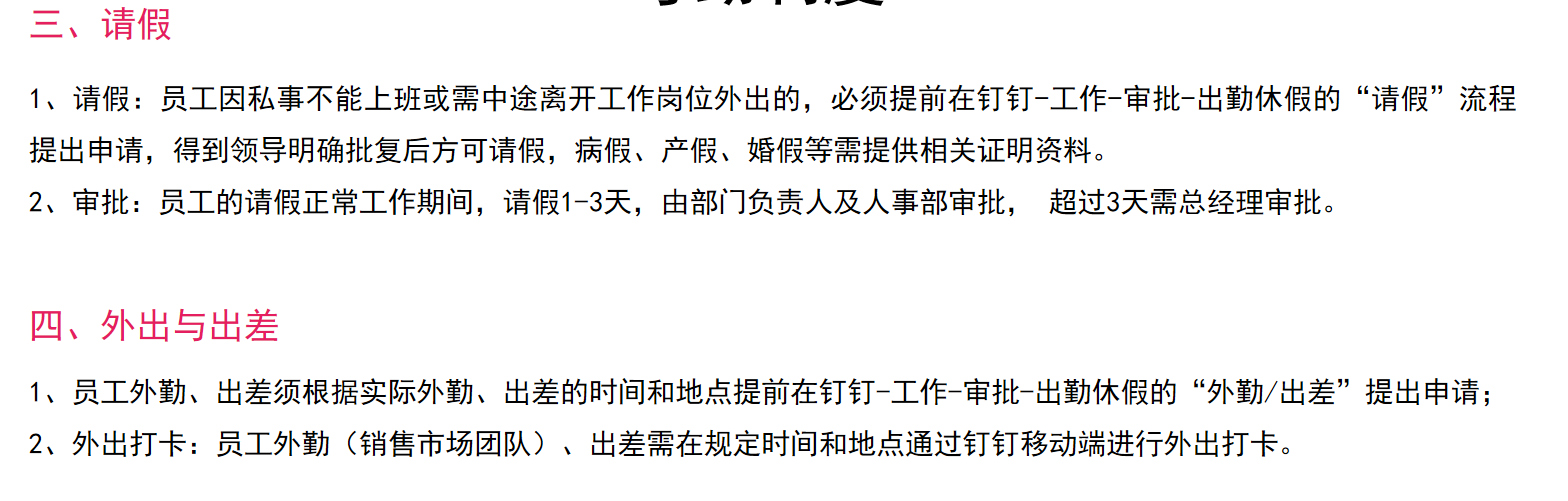 三、请假
1、请假：员工因私事不能上班或需中途离开工作岗位外出的，必须提前在钉钉-工作-审批-出勤休假的“请假”流程
提出申请，得到领导明确批复后方可请假，病假、产假、婚假等需提供相关证明资料。
2、审批：员工的请假正常工作期间，请假1-3天，由部门负责人及人事部审批， 超过3天需总经理审批。
四、外出与出差
1、员工外勤、出差须根据实际外勤、出差的时间和地点提前在钉钉-工作-审批-出勤休假的“外勤/出差”提出申请；
2、外出打卡：员工外勤（销售市场团队）、出差需在规定时间和地点通过钉钉移动端进行外出打卡。